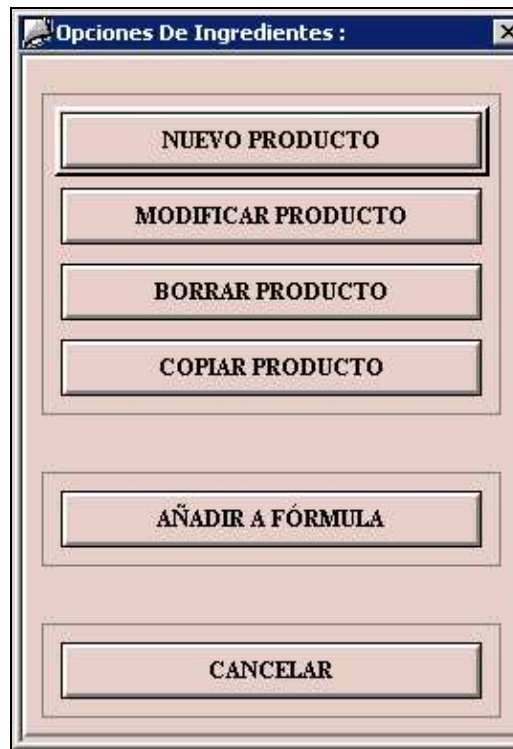 Opciones De Ingredientes :
NUEVO PRODUCTO
MODIFICAR PRODUCTO
BORRAR PRODUCTO
COPIAR PRODUCTO
AÑADIR A FÓRMULA
CANCELAR